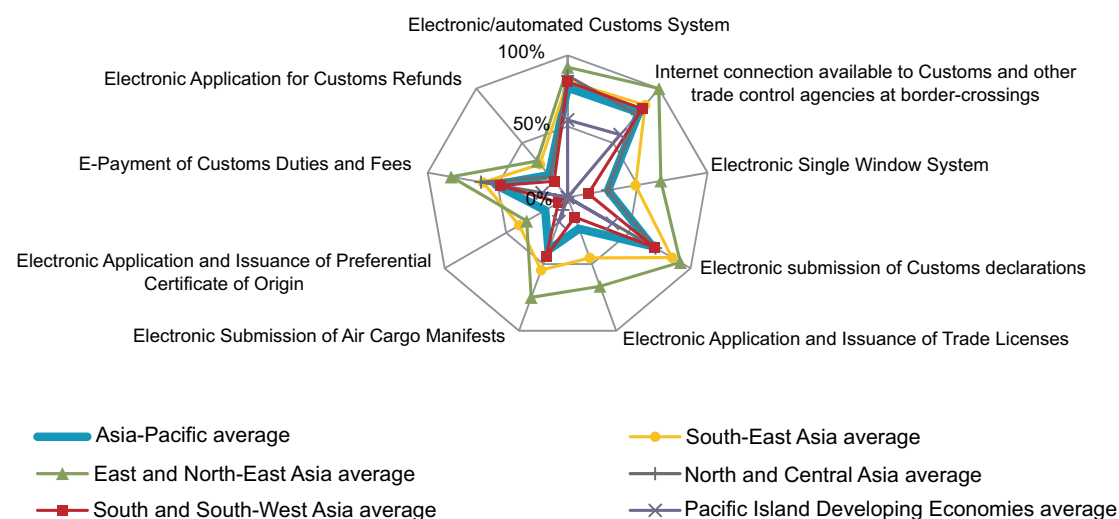 Electronic/automated Customs System
100%
Electronic Application for Customs Refunds
Internet connection available to Customs and other
trade control agencies at border-crossings
50%
E-Payment of Customs Duties and Fees
Electronic Single Window System
0%
Electronic Application and Issuance of Preferential
Certificate of Origin
Electronic submission of Customs declarations
Electronic Submission of Air Cargo Manifests
Electronic Application and Issuance of Trade Licenses
Asia-Pacific average
South-East Asia average
East and North-East Asia average
North and Central Asia average
South and South-West Asia average
Pacific Island Developing Economies average